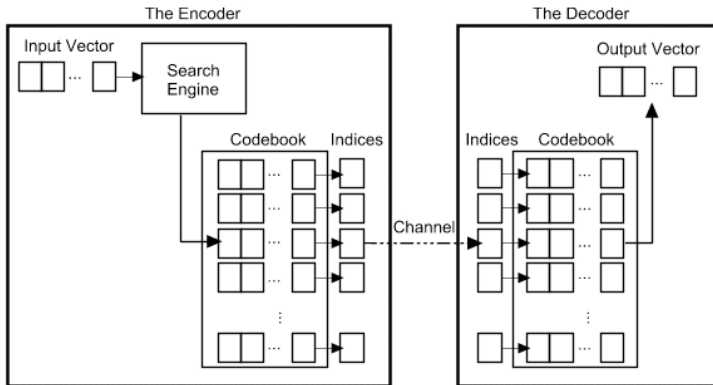 The Encoder
Input Vector
...
Search
Engine
Codebook
Indices
...
...
...
...
...
...
Channel
The Decoder
Output Vector
...
Indices
Codebook
...
...
...
...
...
...